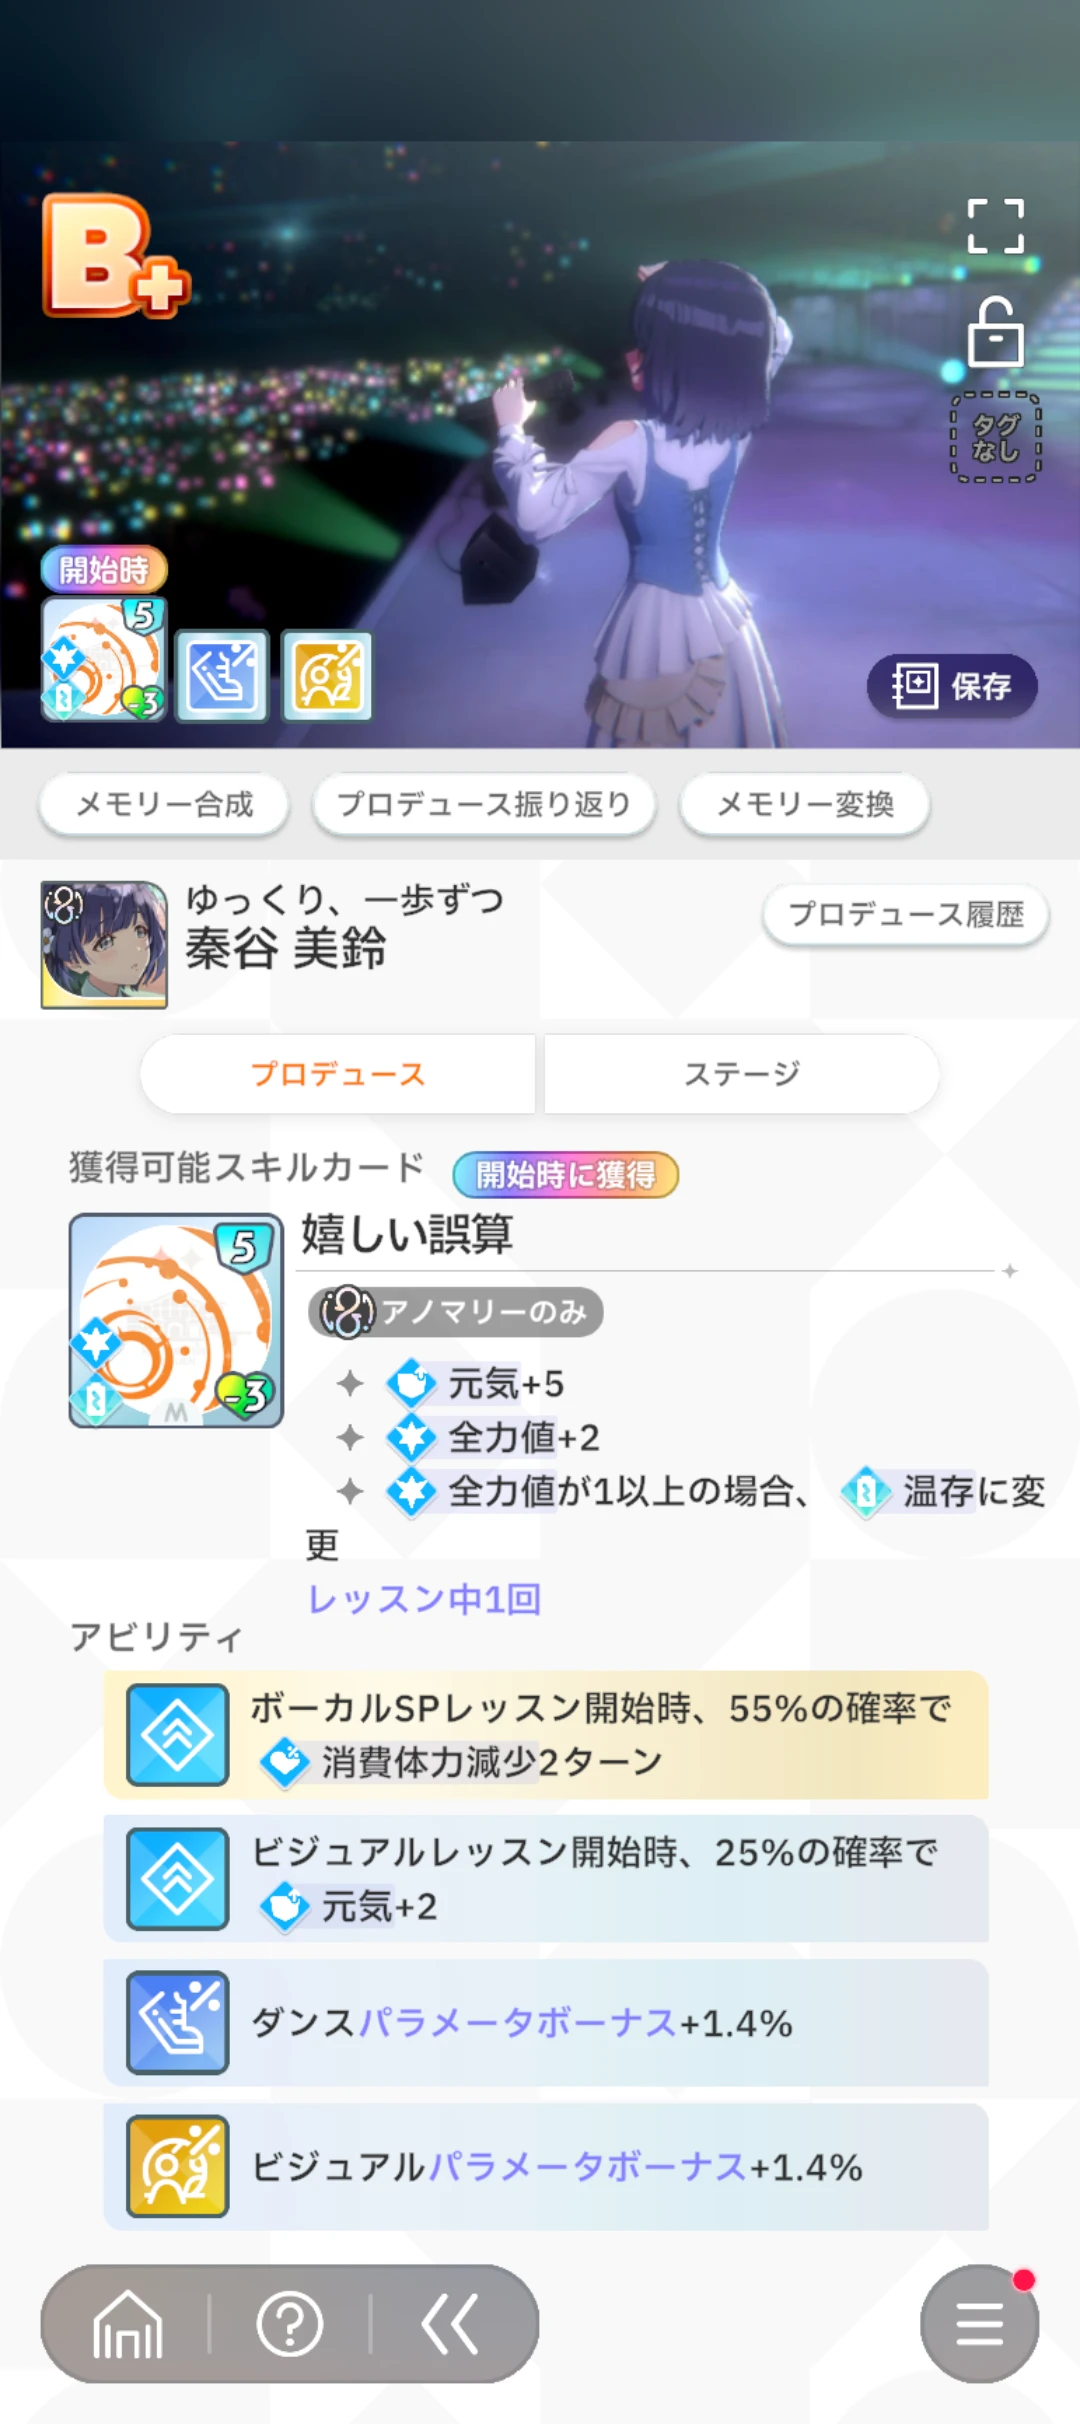 B+
タグ
なし
開始時
5
-3
保存
メモリー合成
プロデュース振り返り
メモリー変換
ゆっくり、一歩ずつ
秦谷 美鈴
プロデュース履歴
プロデュース
ステージ
獲得可能スキルカード
開始時に獲得
5
-3
M
嬉しい誤算
アノマリーのみ
元気+5
全力値+2
全力値が1以上の場合、 温存に変
更
レッスン中1回
アビリティ
ボーカルSPレッスン開始時、55%の確率で
消費体力減少2ターン
ビジュアルレッスン開始時、25%の確率で
元気+2
ダンスパラメータボーナス+1.4%
ビジュアルパラメータボーナス+1.4%